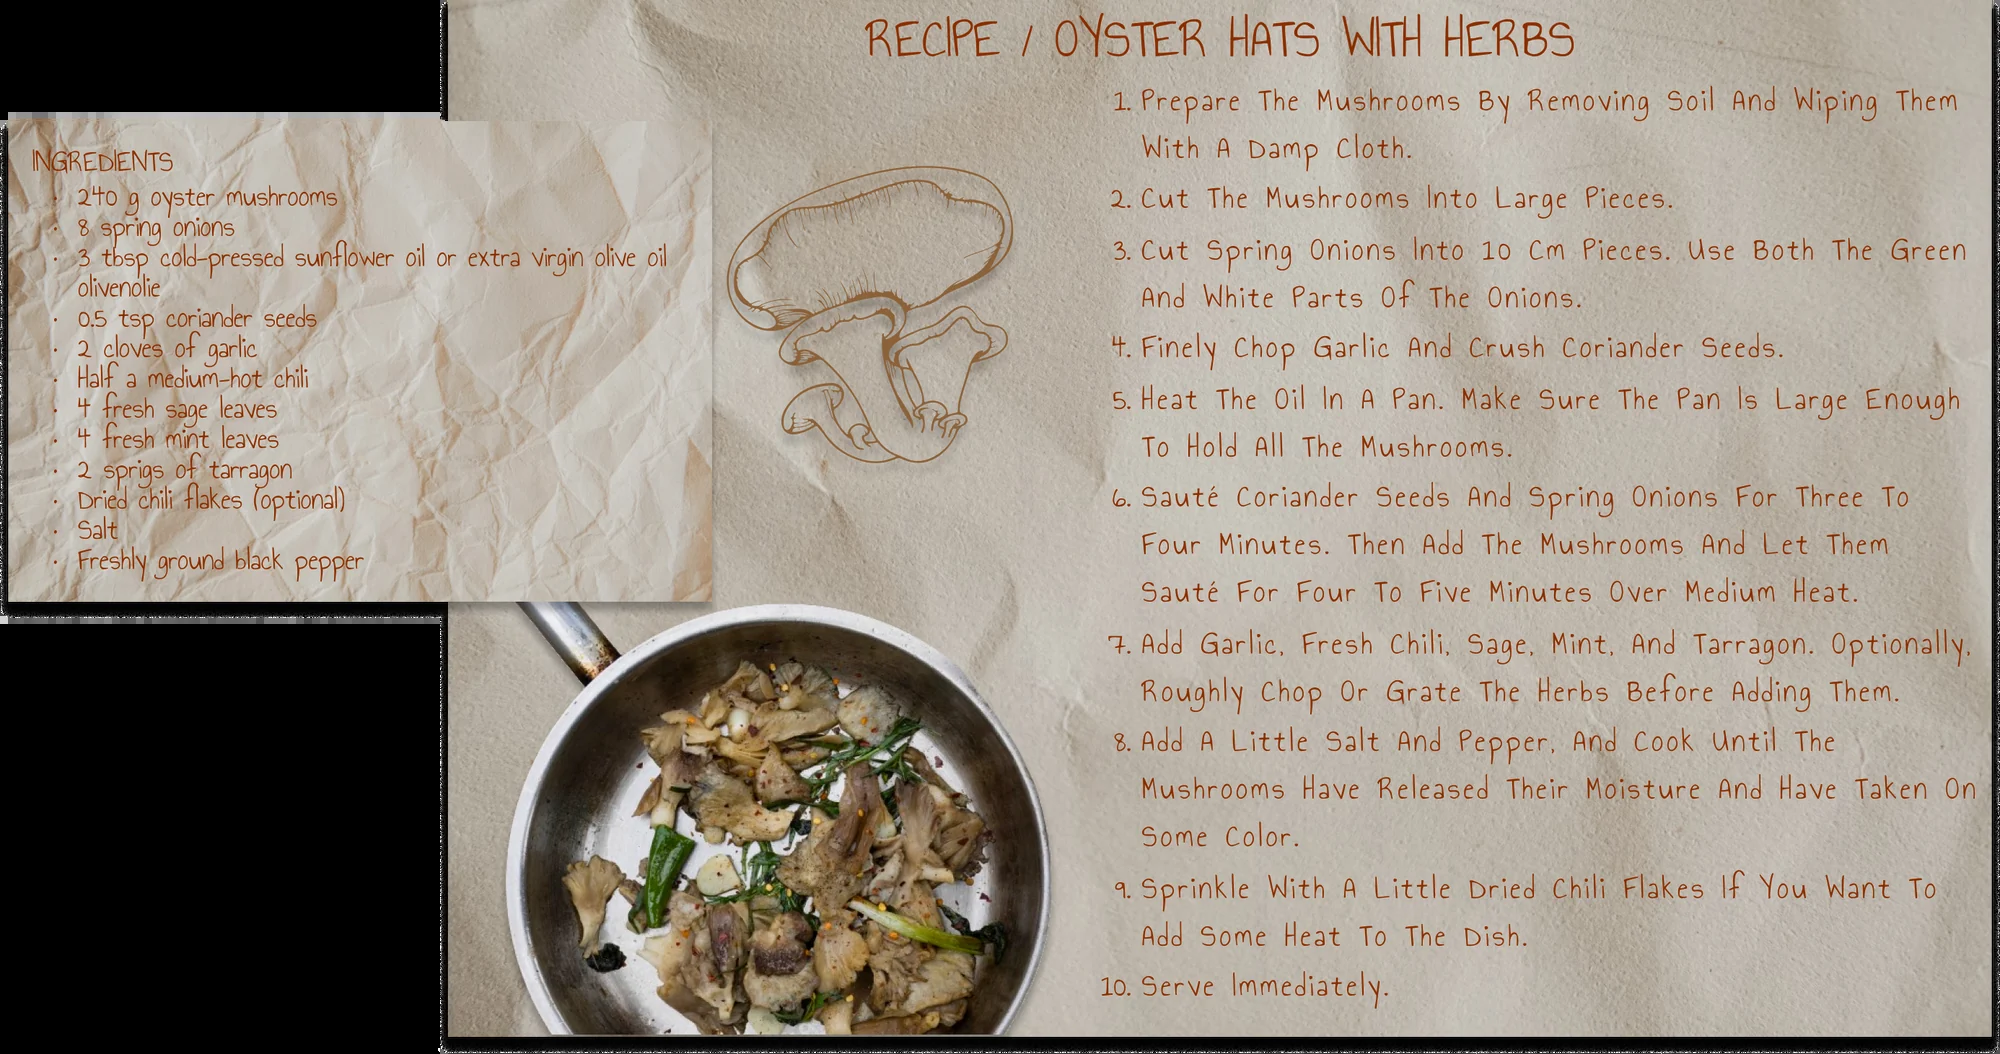 RECIPE / OYSTER HATS WITH HERBS
INGREDIENTS
· 240 g oyster mushrooms
· 8 spring onions
· 3 tbsp cold-pressed sunflower oil or extra virgin olive oil
olivenolie
· 0.5 tsp coriander seeds
· 2 cloves of garlic
· Half a medium-hot chili
· 4 fresh sage leaves
· 4 fresh mint leaves
· 2 sprigs of tarragon
· Dried chili flakes (optional)
· Salt
· Freshly ground black pepper
1. Prepare The Mushrooms By Removing Soil And Wiping Them
With A Damp Cloth.
2. Cut The Mushrooms Into Large Pieces.
3. Cut Spring Onions Into 10 Cm Pieces. Use Both The Green
And White Parts Of The Onions.
4. Finely Chop Garlic And Crush Coriander Seeds.
5. Heat The Oil In A Pan. Make Sure The Pan Is Large Enough
To Hold All The Mushrooms.
6. Sauté Coriander Seeds And Spring Onions For Three To
Four Minutes. Then Add The Mushrooms And Let Them
Sauté For Four To Five Minutes Over Medium Heat.
7. Add Garlic, Fresh Chili, Sage, Mint, And Tarragon. Optionally,
Roughly Chop Or Grate The Herbs Before Adding Them.
8. Add A Little Salt And Pepper, And Cook Until The
Mushrooms Have Released Their Moisture And Have Taken On
Some Color.
9. Sprinkle With A Little Dried Chili Flakes If You Want To
Add Some Heat To The Dish.
10. Serve Immediately.